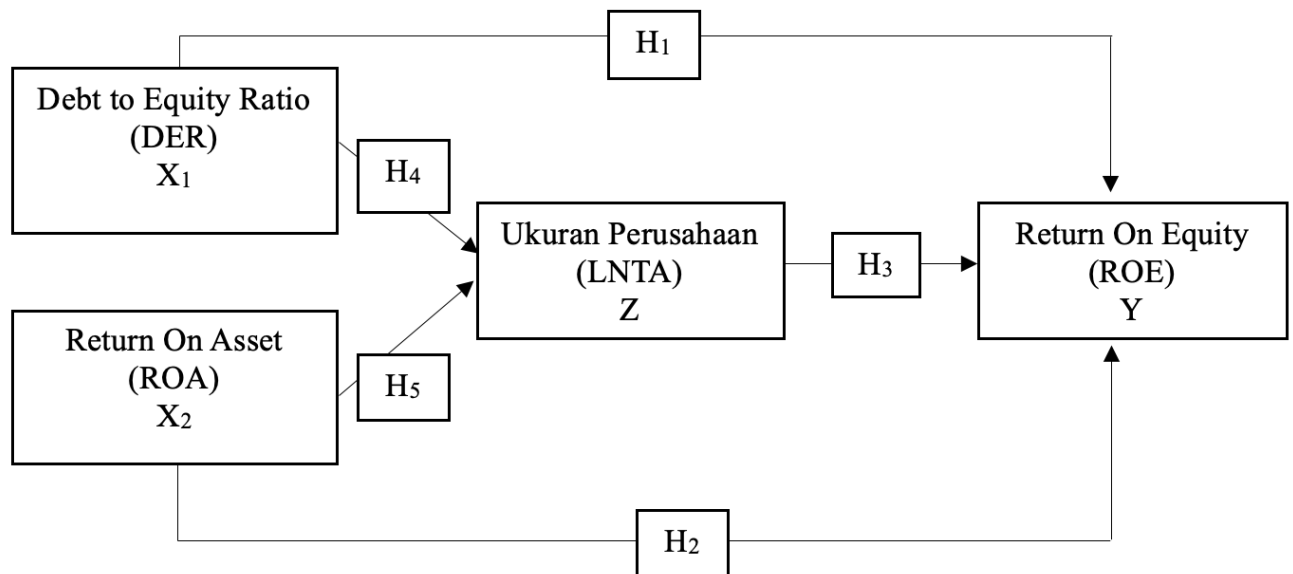 H₁
Debt to Equity Ratio
(DER)
X₁
H₄
Ukuran Perusahaan
(LNTA)
Z
H₃
Return On Equity
(ROE)
Y
Return On Asset
(ROA)
X₂
H₅
H₂